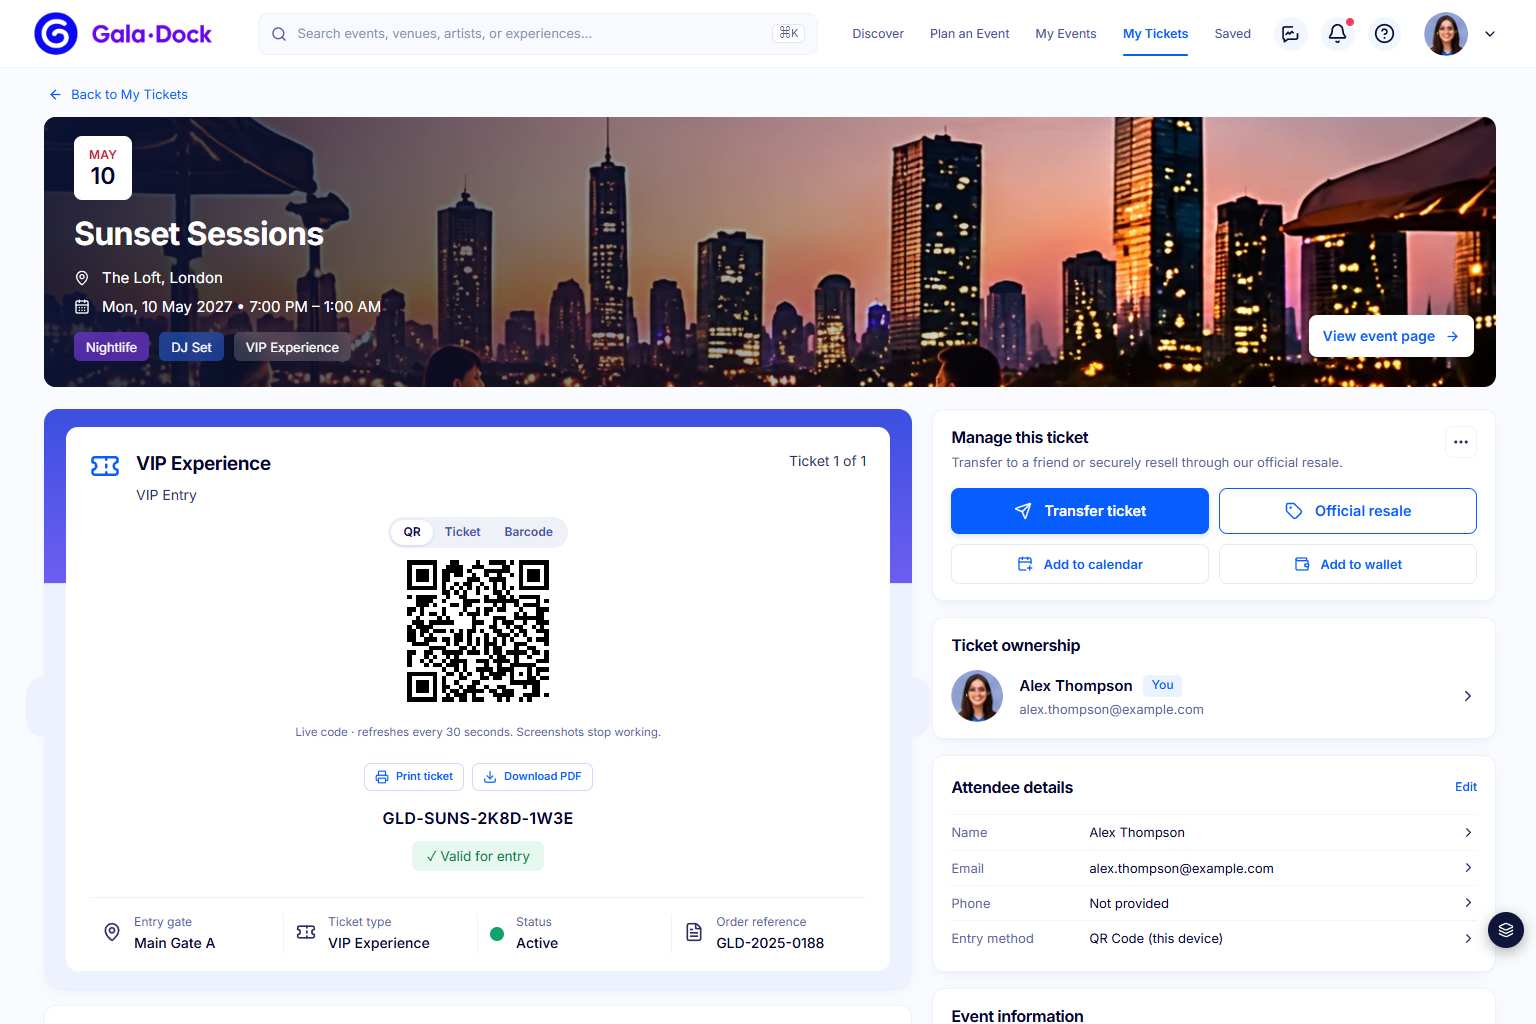 Gala·Dock
Search events, venues, artists, or experiences...
⌘K
Discover
Plan an Event
My Events
My Tickets
Saved
Back to My Tickets
MAY
10
Sunset Sessions
The Loft, London
Mon, 10 May 2027 • 7:00 PM – 1:00 AM
Nightlife
DJ Set
VIP Experience
View event page
VIP Experience
Ticket 1 of 1
VIP Entry
QR
Ticket
Barcode
Live code · refreshes every 30 seconds. Screenshots stop working.
Print ticket
Download PDF
GLD-SUNS-2K8D-1W3E
✓ Valid for entry
Entry gate
Main Gate A
Ticket type
VIP Experience
Status
Active
Order reference
GLD-2025-0188
Manage this ticket
Transfer to a friend or securely resell through our official resale.
Transfer ticket
Official resale
Add to calendar
Add to wallet
Ticket ownership
Alex Thompson
You
alex.thompson@example.com
Attendee details
Edit
Name
Alex Thompson
Email
alex.thompson@example.com
Phone
Not provided
Entry method
QR Code (this device)
Event information